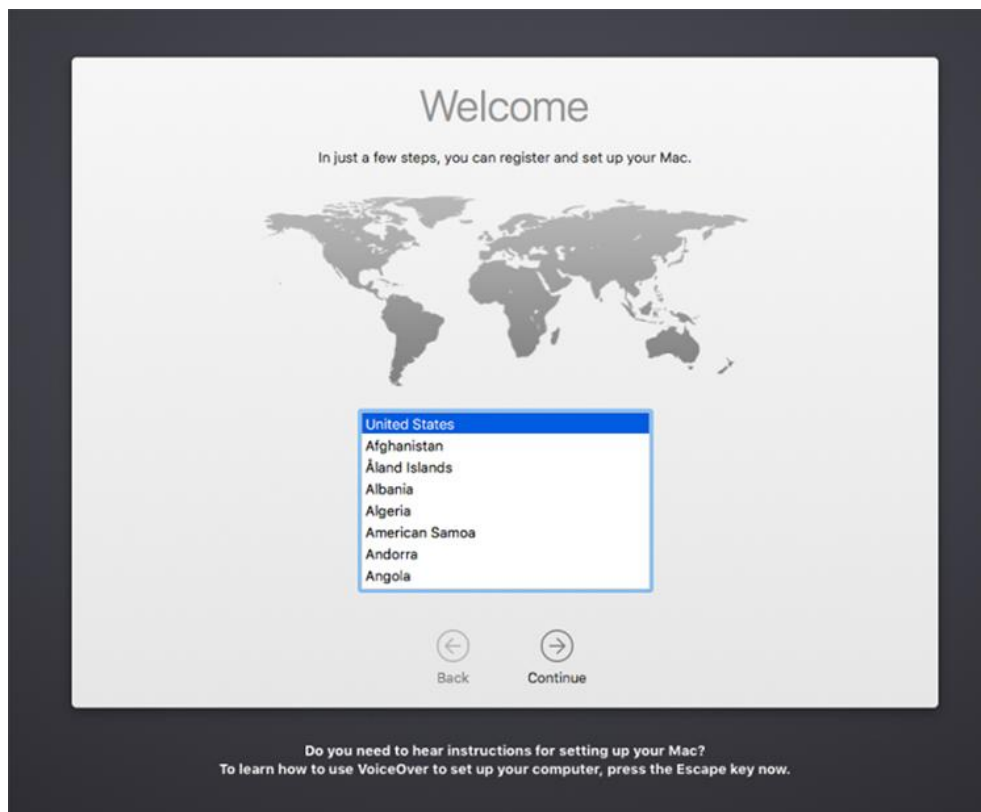 Welcome
In just a few steps, you can register and set up your Mac.
United States
Afghanistan
Åland Islands
Albania
Algeria
American Samoa
Andorra
Angola
Back
Continue
Do you need to hear instructions for setting up your Mac?
To learn how to use VoiceOver to set up your computer, press the Escape key now.